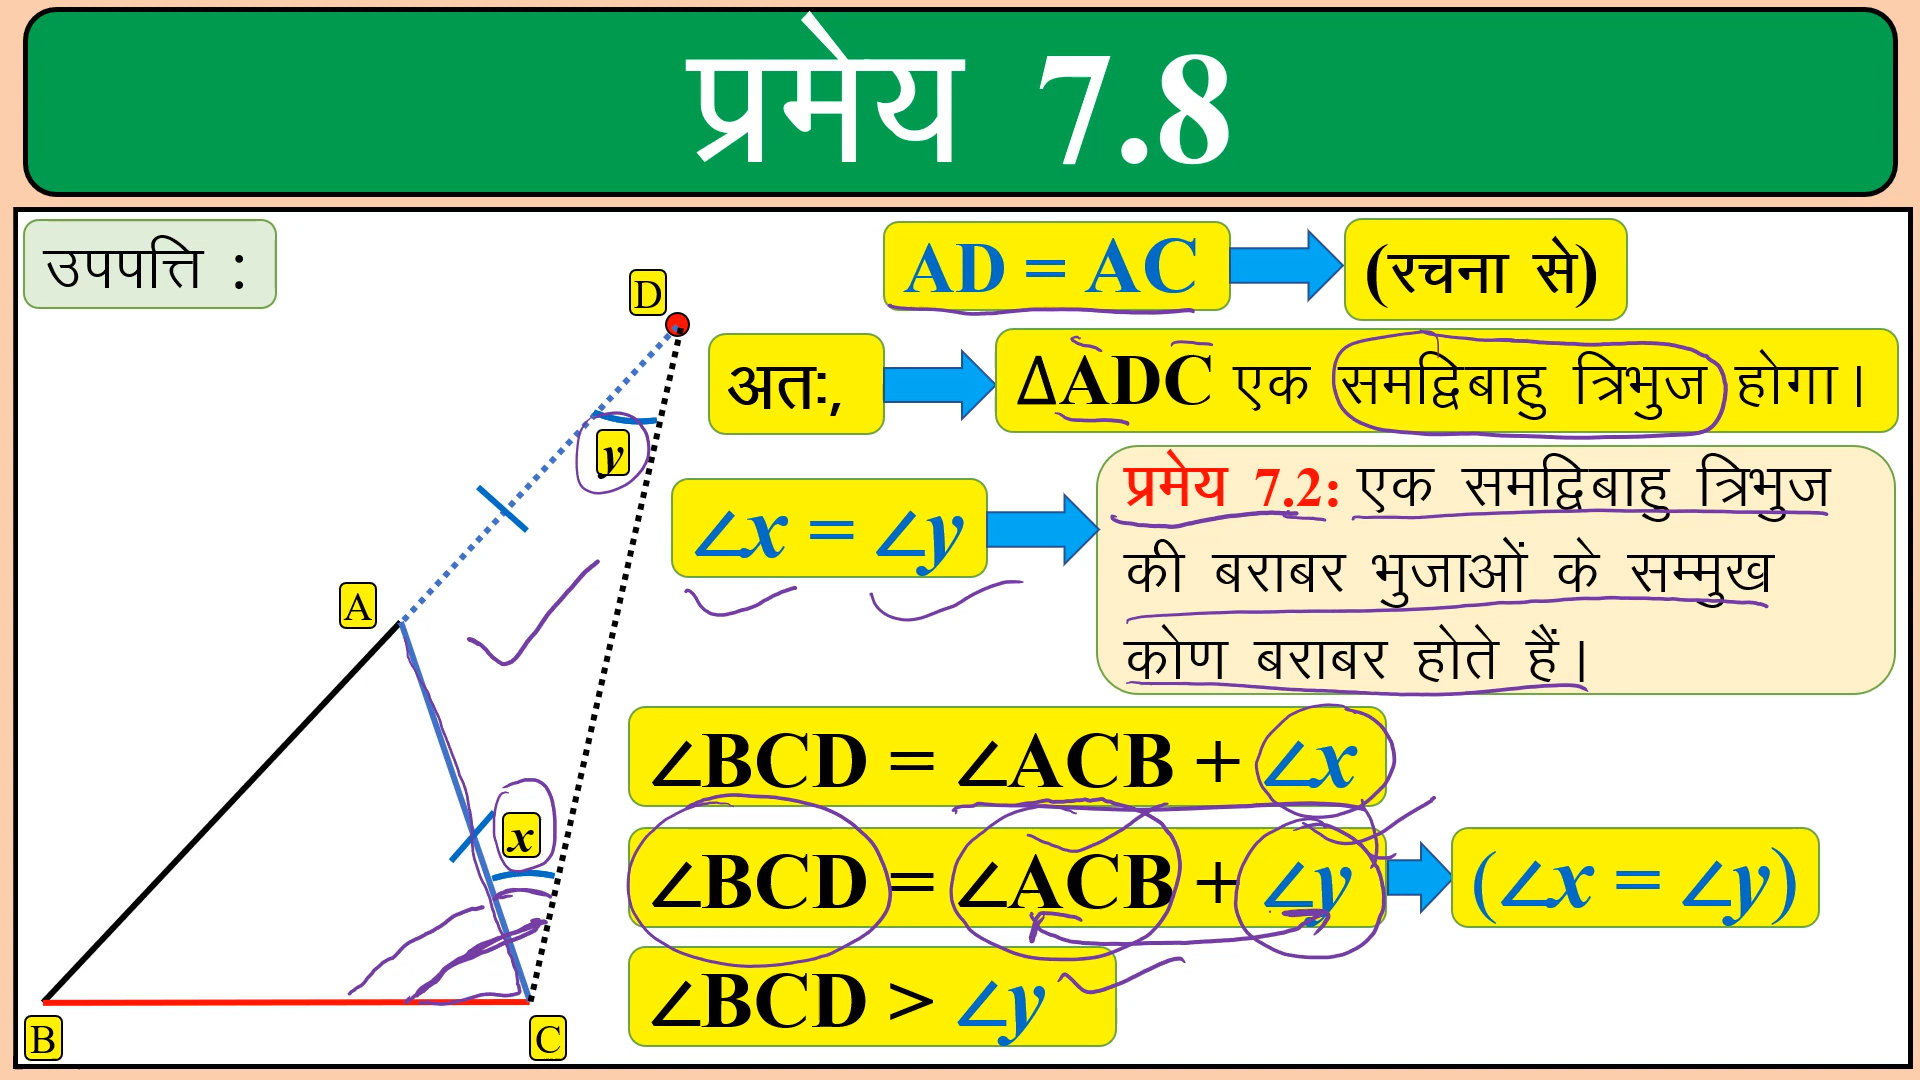 प्रमेय 7.8
उपपत्ति :
AD = AC
(रचना से)
अतः,
ΔADC एक समद्विबाहु त्रिभुज होगा।
∠x = ∠y
प्रमेय 7.2: एक समद्विबाहु त्रिभुज
की बराबर भुजाओं के सम्मुख
कोण बराबर होते हैं।
∠BCD = ∠ACB + ∠x
∠BCD = ∠ACB + ∠y
(∠x = ∠y)
∠BCD > ∠y
D
y
A
x
B
C